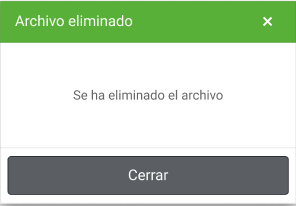 Archivo eliminado ×
Se ha eliminado el archivo
Cerrar